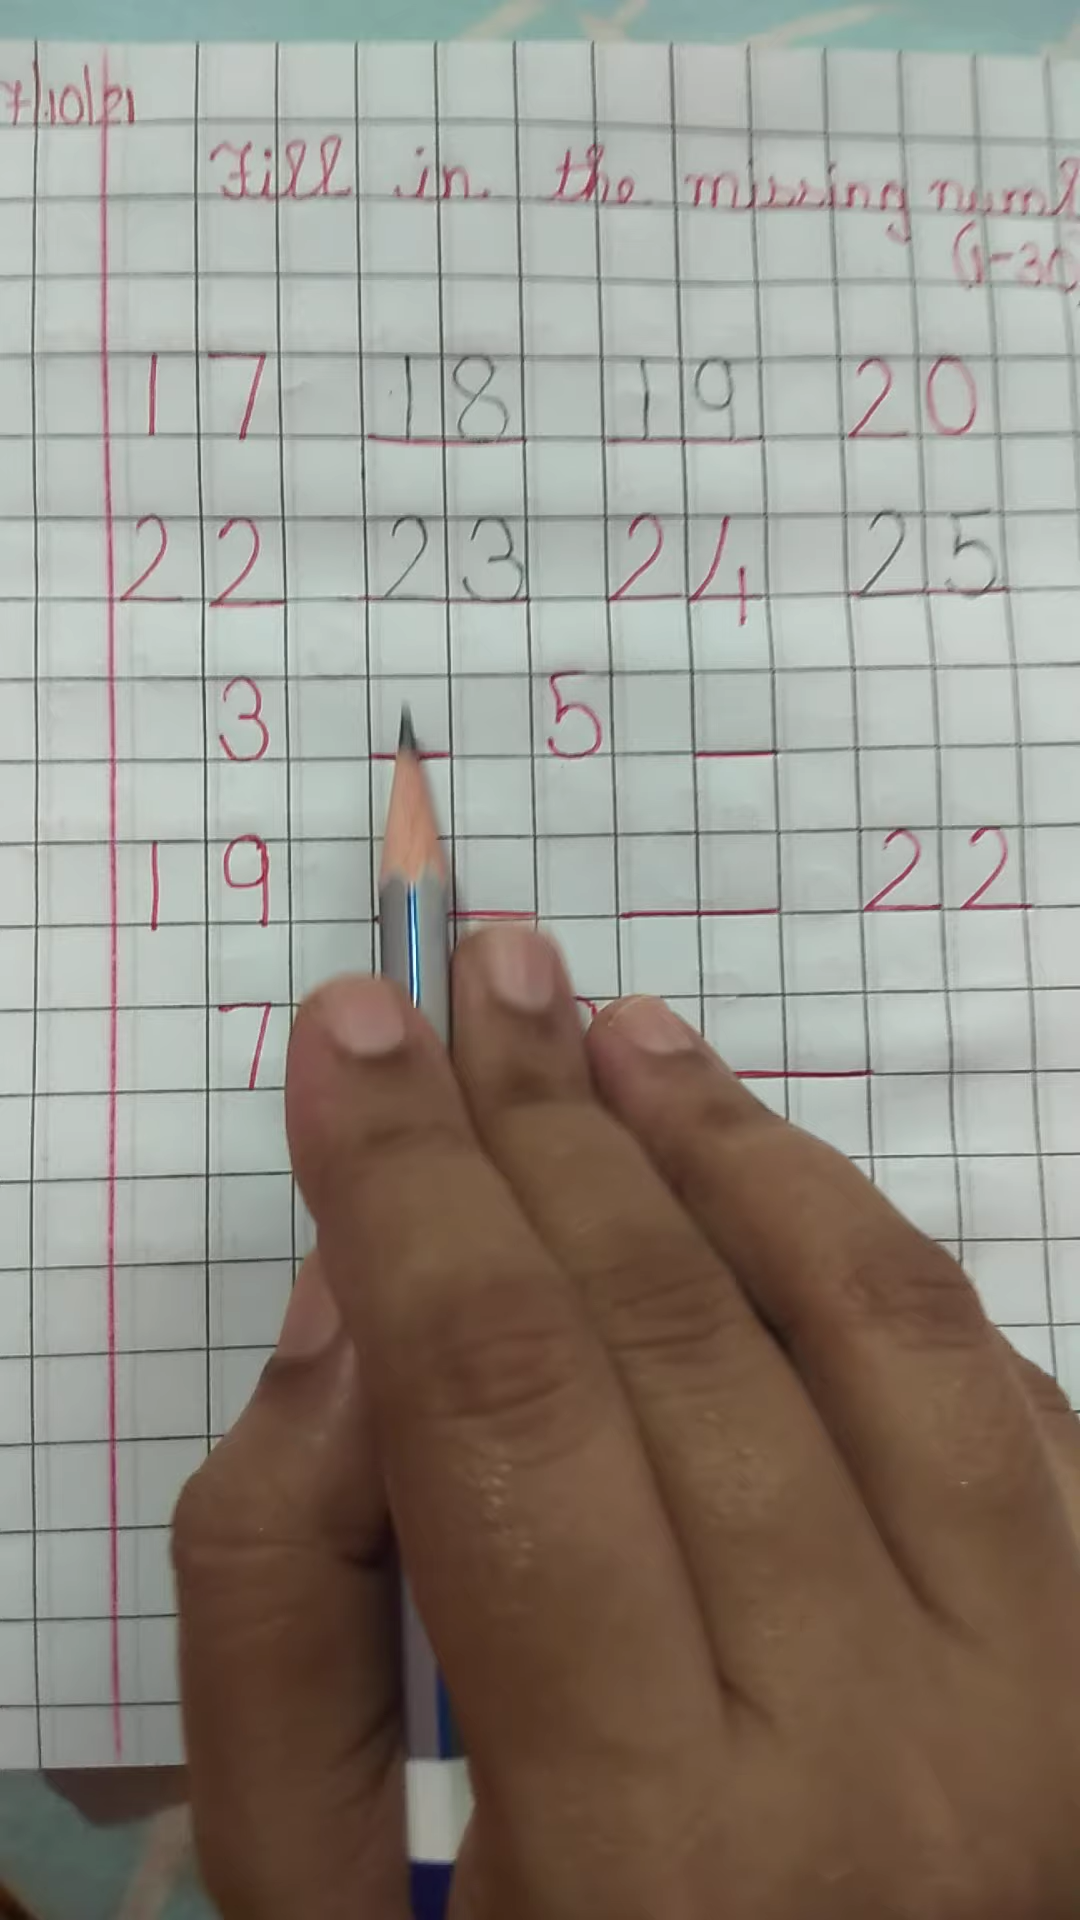 7/10/21
Fill in the missing
(1-30
17 18 19 20
22 23 24 25
3 _ 5 _
19 _ _ 22
7